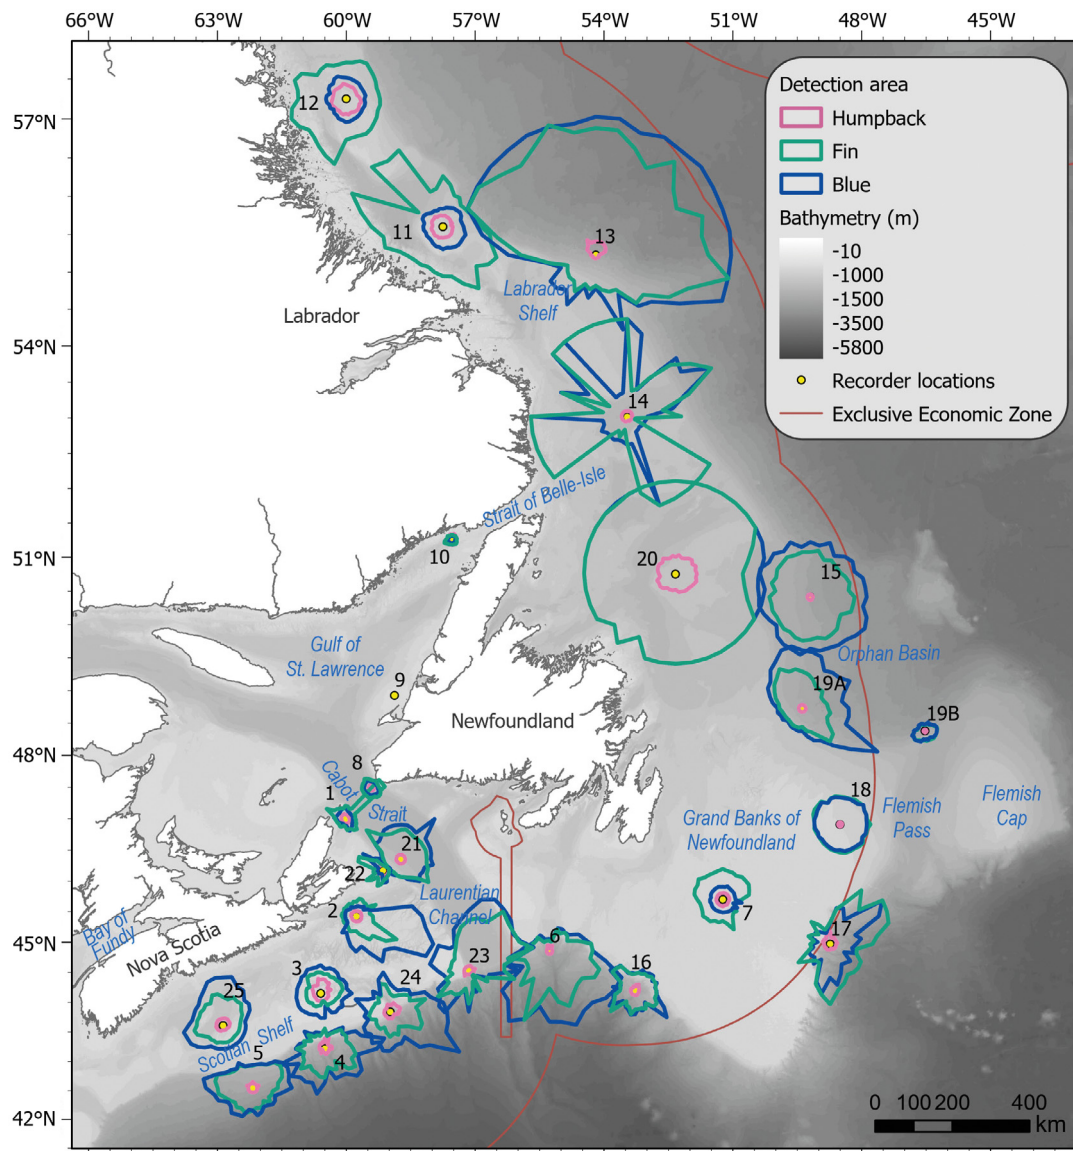 66°W 63°W 60°W 57°W 54°W 51°W 48°W 45°W
57°N
54°N
51°N
48°N
45°N
42°N
Detection area
Humpback
Fin
Blue
Bathymetry (m)
-10
-1000
-1500
-3500
-5800
Recorder locations
Exclusive Economic Zone
12
11
13
Labrador
Shelf
Labrador
14
Strait of Belle-Isle
10
20
15
Gulf of
St. Lawrence
9
Orphan Basin
19A
19B
Newfoundland
8
Cabot
Strait
1
18
Flemish
Pass
Flemish
Cap
Grand Banks of
Newfoundland
21
22
Laurentian
Channel
2
7
17
Bay of
Fundy
Nova Scotia
6
23
16
3
24
25
Scotian Shelf
4
5
0 100 200 400
km